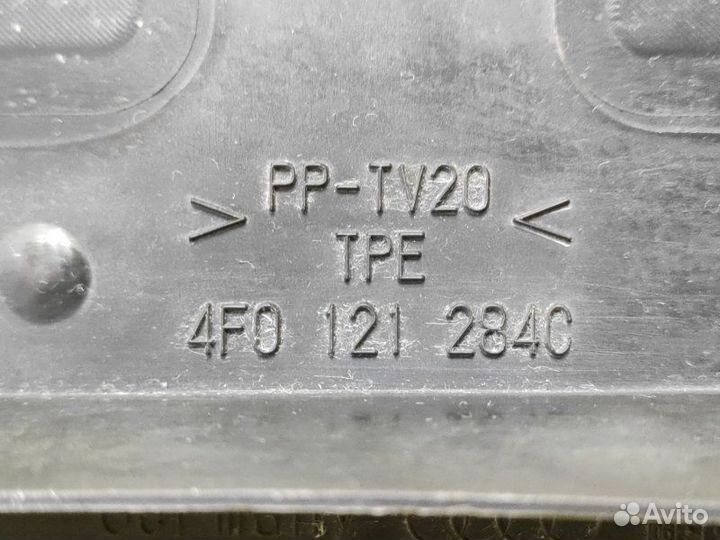 > PP-TV20 <
TPE
4F0 121 284C
Avito